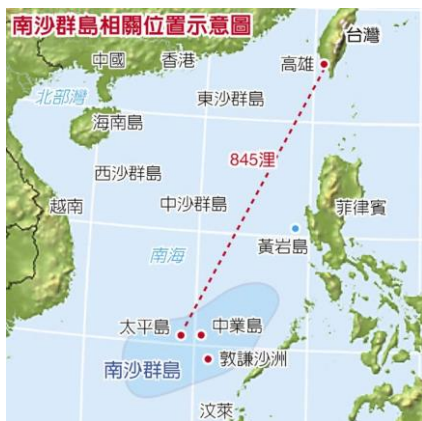 南沙群島相關位置示意圖
台灣
中國
香港
高雄
北部灣
東沙群島
海南島
845浬
西沙群島
越南
中沙群島
菲律賓
南海
黃岩島
太平島
中業島
敦謙沙洲
南沙群島
汶萊